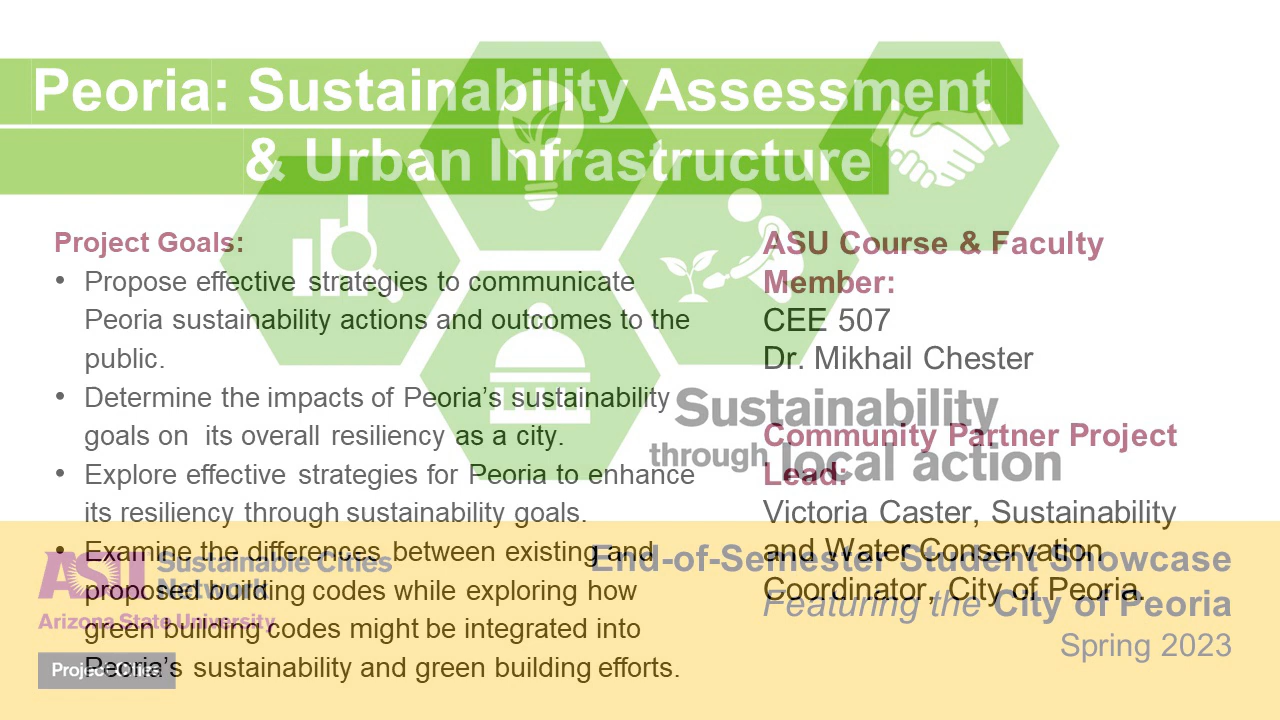 Peoria: Sustainability Assessment
& Urban Infrastructure
Project Goals:
• Propose effective strategies to communicate
Peoria sustainability actions and outcomes to the
public.
• Determine the impacts of Peoria’s sustainability
goals on its overall resiliency as a city.
• Explore effective strategies for Peoria to enhance
its resiliency through sustainability goals.
• Examine the differences between existing and
proposed building codes while exploring how
green building codes might be integrated into
Peoria’s sustainability and green building efforts.
ASU Course & Faculty
Member:
CEE 507
Dr. Mikhail Chester
Community Partner Project
Lead:
Victoria Caster, Sustainability
and Water Conservation
Coordinator, City of Peoria.
Sustainability
through local action
End-of-Semester Student Showcase
Featuring the City of Peoria
Spring 2023
ASU Sustainable Cities
Network
Arizona State University
Project Cities